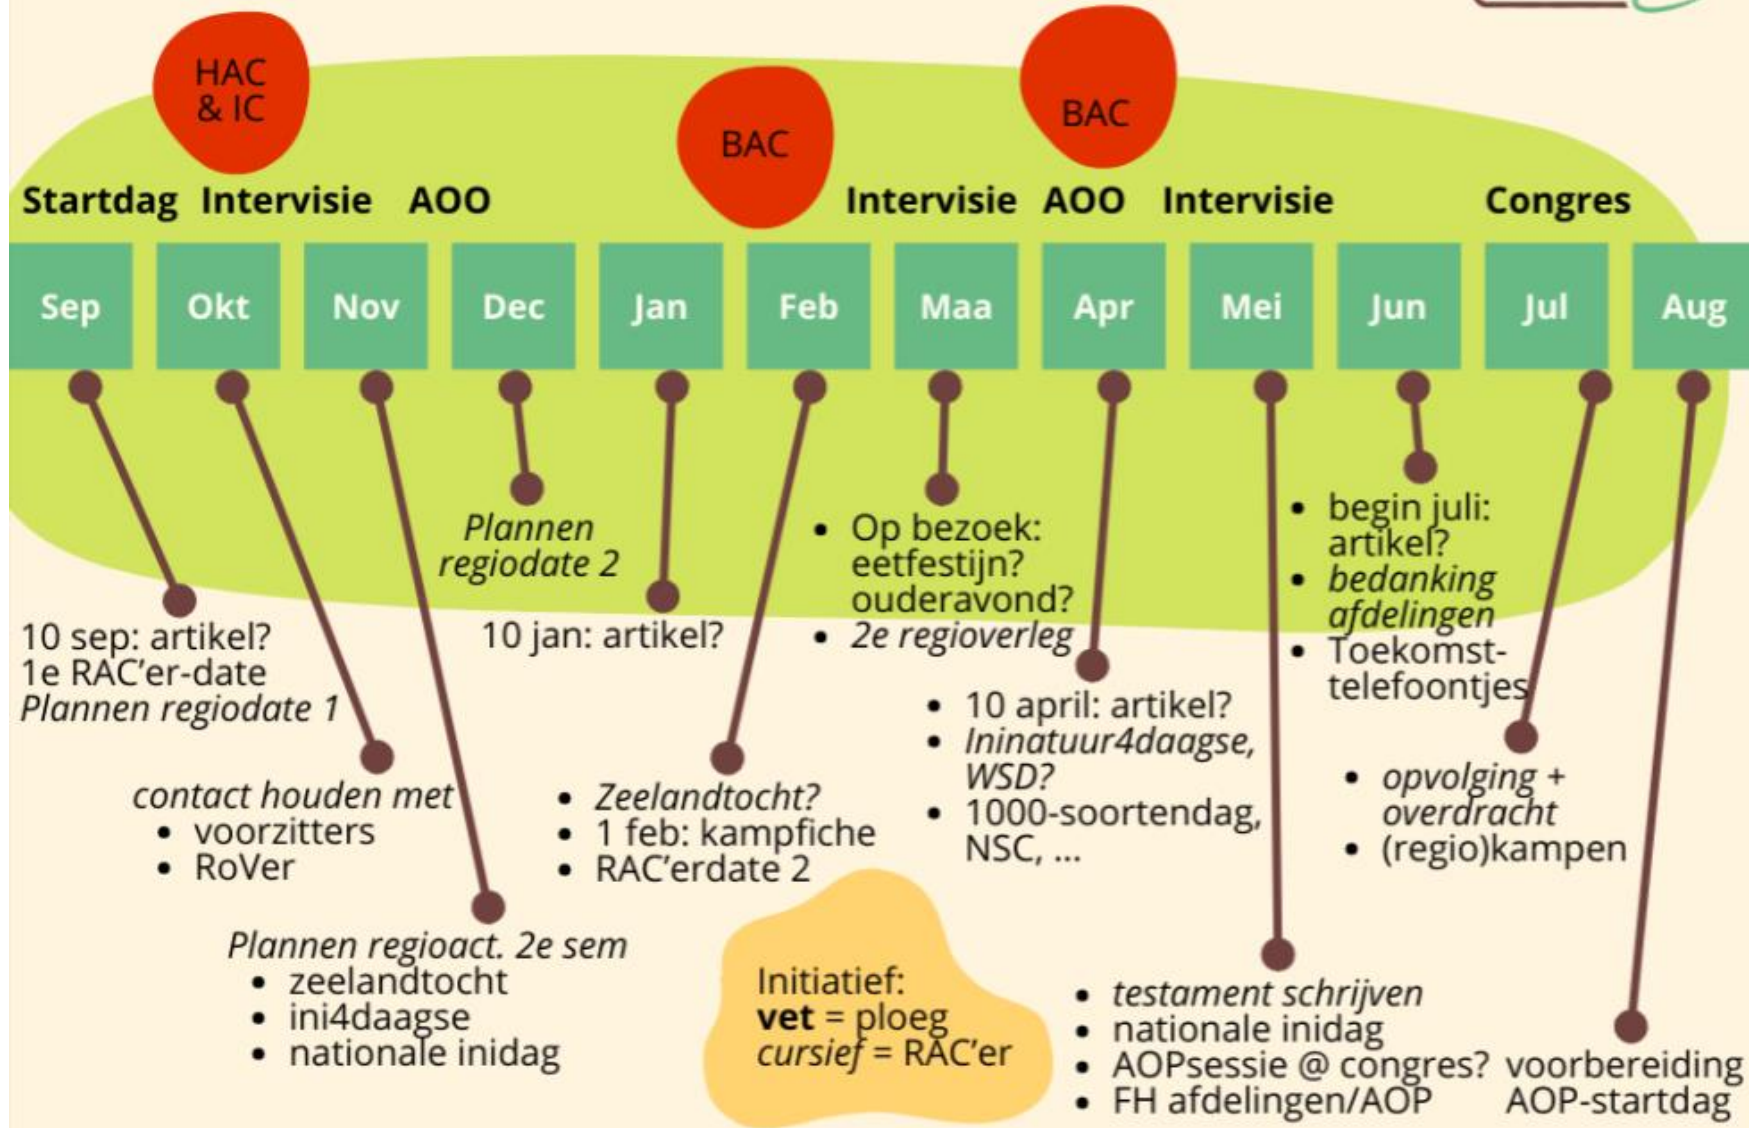 HAC
& IC
BAC
BAC
Startdag Intervisie AOO Intervisie AOO Intervisie Congres
Sep Okt Nov Dec Jan Feb Maa Apr Mei Jun Jul Aug
10 sep: artikel?
1e RAC'er-date
Plannen regiodate 1
contact houden met
• voorzitters
• RoVer
Plannen regioact. 2e sem
• zeelandtocht
• ini4daagse
• nationale inidag
Plannen
regiodate 2
10 jan: artikel?
• Zeelandtocht?
• 1 feb: kampfiche
• RAC'erdate 2
• Op bezoek:
eetfestijn?
ouderavond?
• 2e regioverleg
• 10 april: artikel?
• Ininatuur4daagse,
WSD?
• 1000-soortendag,
NSC, ...
• testament schrijven
• nationale inidag
• AOPsessie @ congres?
• FH afdelingen/AOP
• begin juli:
artikel?
• bedanking
afdelingen
• Toekomst-
telefoontjes
• opvolging +
overdracht
• (regio)kampen
voorbereiding
AOP-startdag
Initiatief:
vet = ploeg
cursief = RAC'er